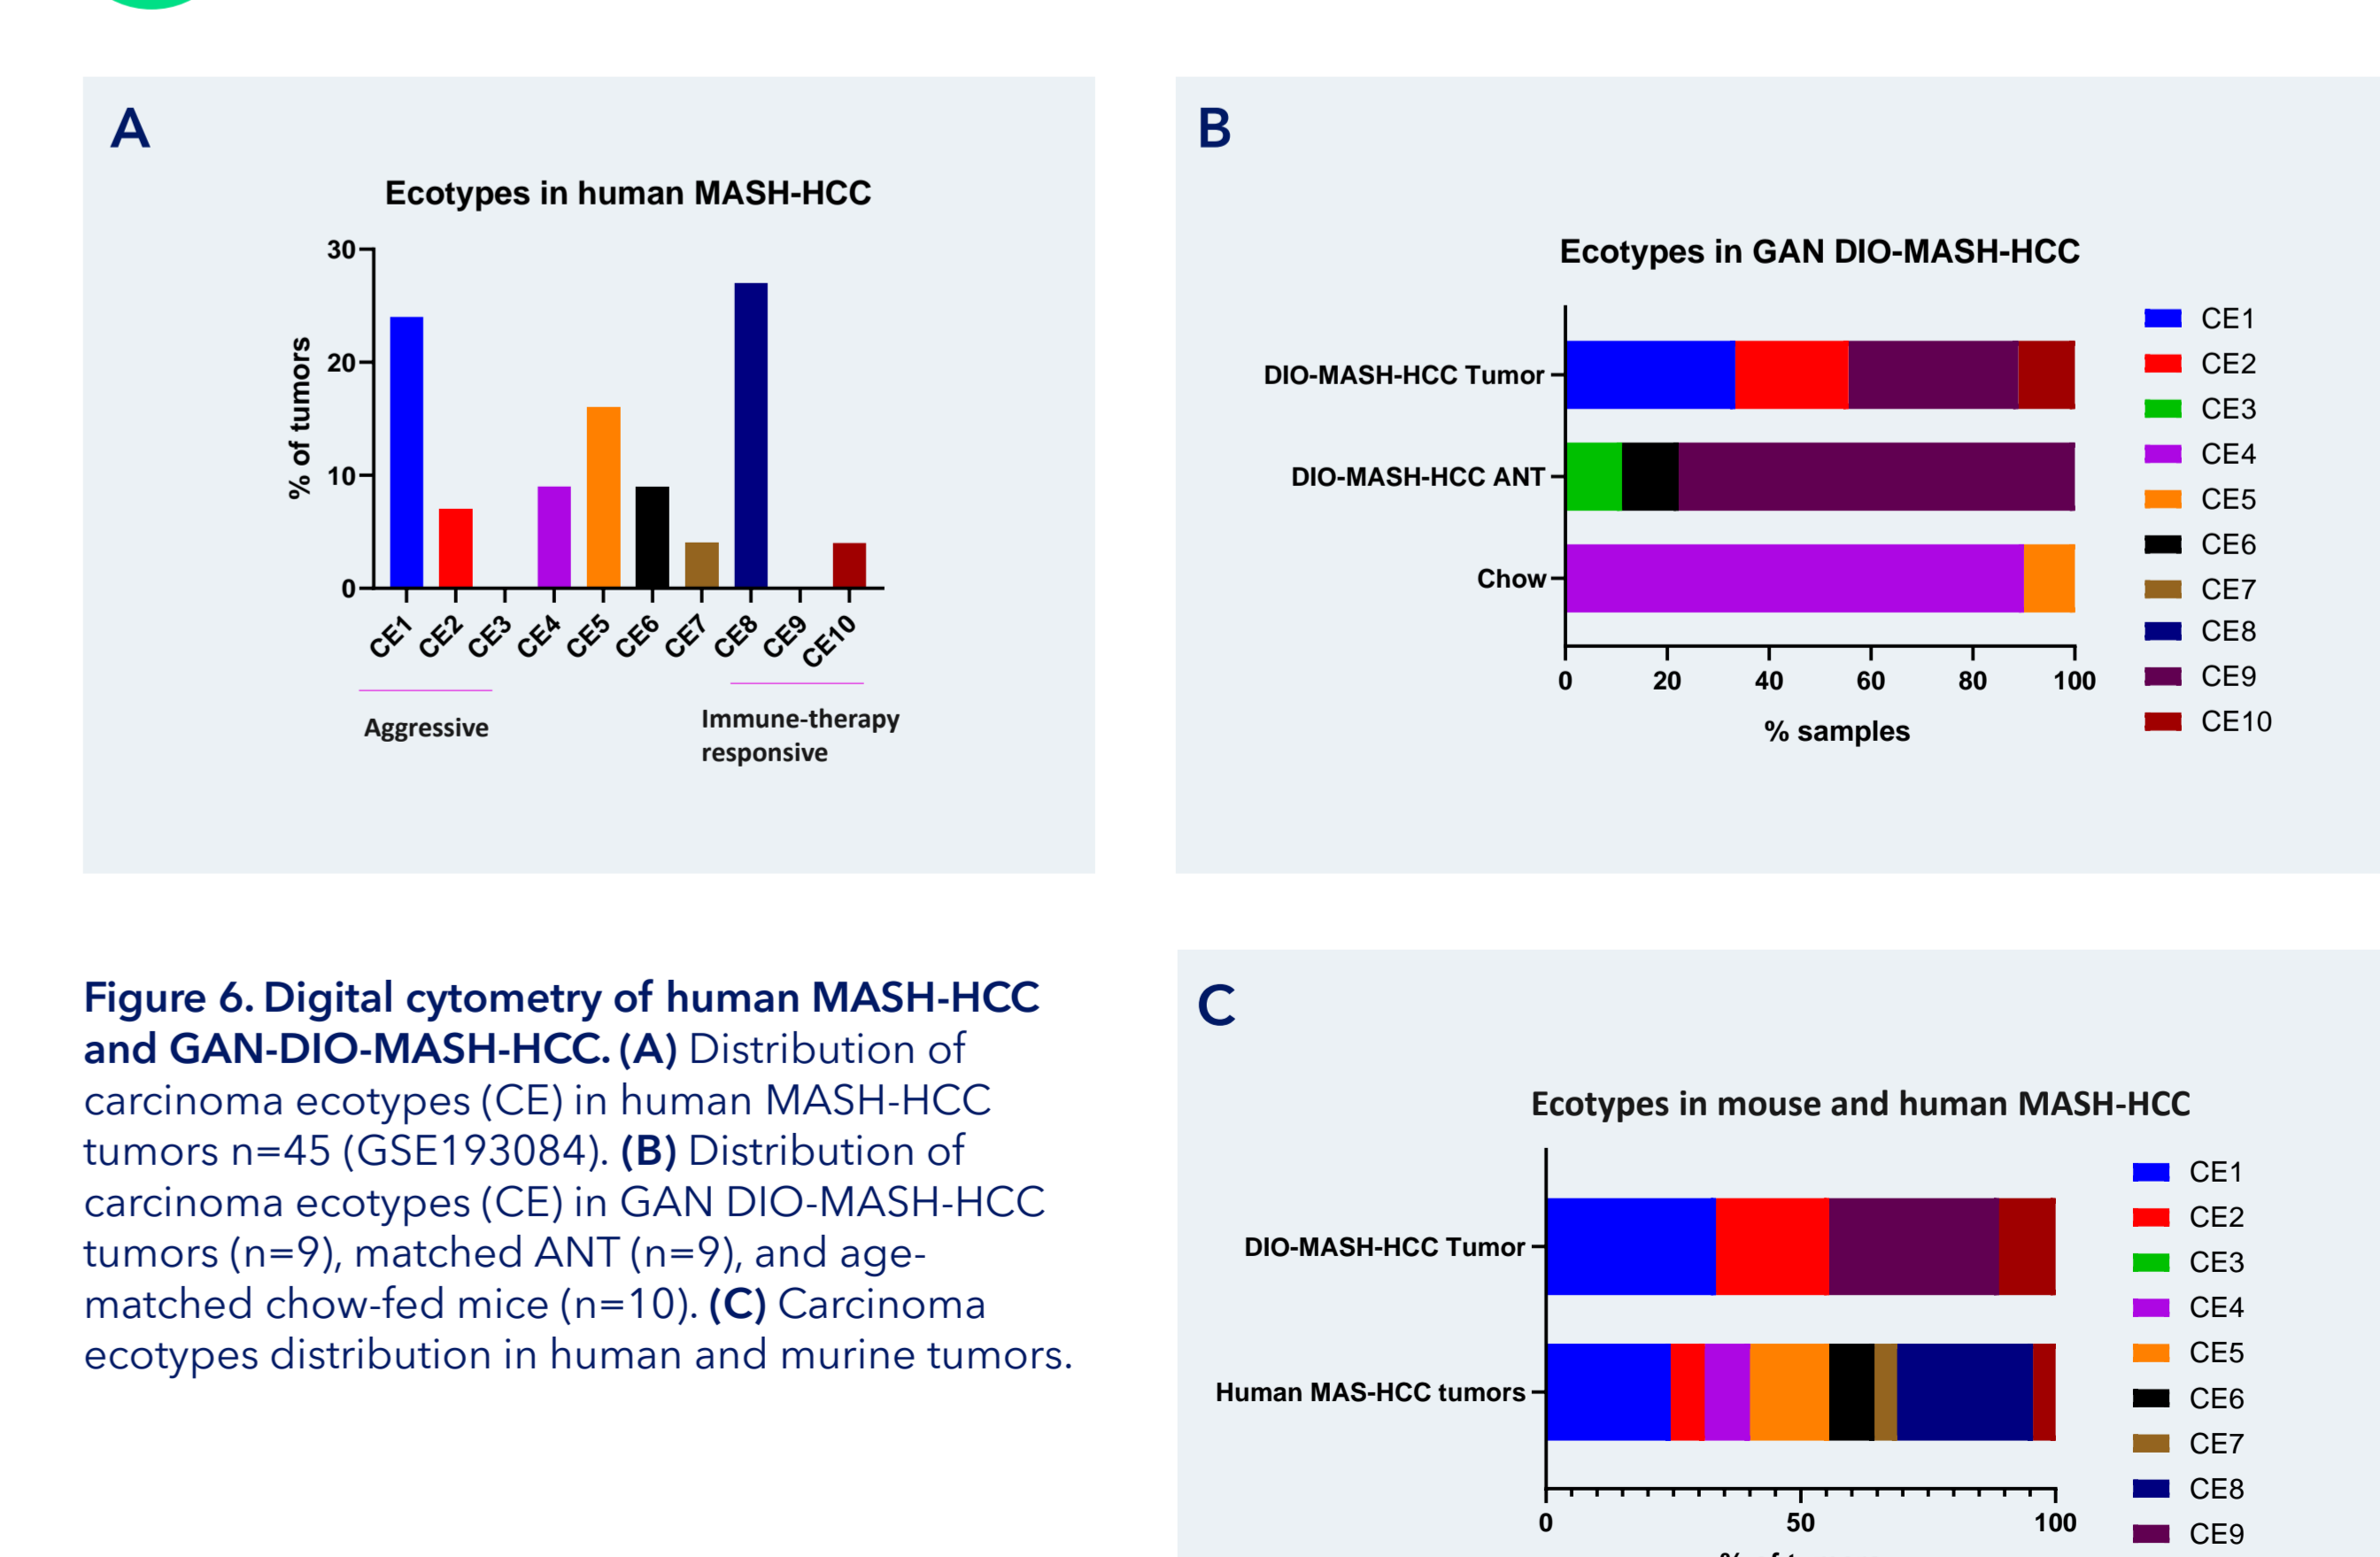 A
Ecotypes in human MASH-HCC
% of tumors
30
20
10
0
CE1
CE2
CE3
CE4
CE5
CE6
CE7
CE8
CE9
CE10
Aggressive
Immune-therapy
responsive
B
Ecotypes in GAN DIO-MASH-HCC
DIO-MASH-HCC Tumor
DIO-MASH-HCC ANT
Chow
0 20 40 60 80 100
% samples
CE1
CE2
CE3
CE4
CE5
CE6
CE7
CE8
CE9
CE10
Figure 6. Digital cytometry of human MASH-HCC
and GAN-DIO-MASH-HCC. (A) Distribution of
carcinoma ecotypes (CE) in human MASH-HCC
tumors n=45 (GSE193084). (B) Distribution of
carcinoma ecotypes (CE) in GAN DIO-MASH-HCC
tumors (n=9), matched ANT (n=9), and age-
matched chow-fed mice (n=10). (C) Carcinoma
ecotypes distribution in human and murine tumors.
C
Ecotypes in mouse and human MASH-HCC
DIO-MASH-HCC Tumor
Human MAS-HCC tumors
0 50 100
CE1
CE2
CE3
CE4
CE5
CE6
CE7
CE8
CE9